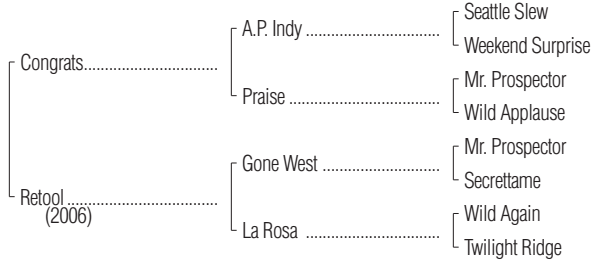 Seattle Slew
A.P. Indy ..............................
Weekend Surprise
Congrats..............................
Mr. Prospector
Praise ..................................
Wild Applause
Mr. Prospector
Gone West ..........................
Secrettame
Retool ..................................
(2006)
Wild Again
La Rosa ..............................
Twilight Ridge